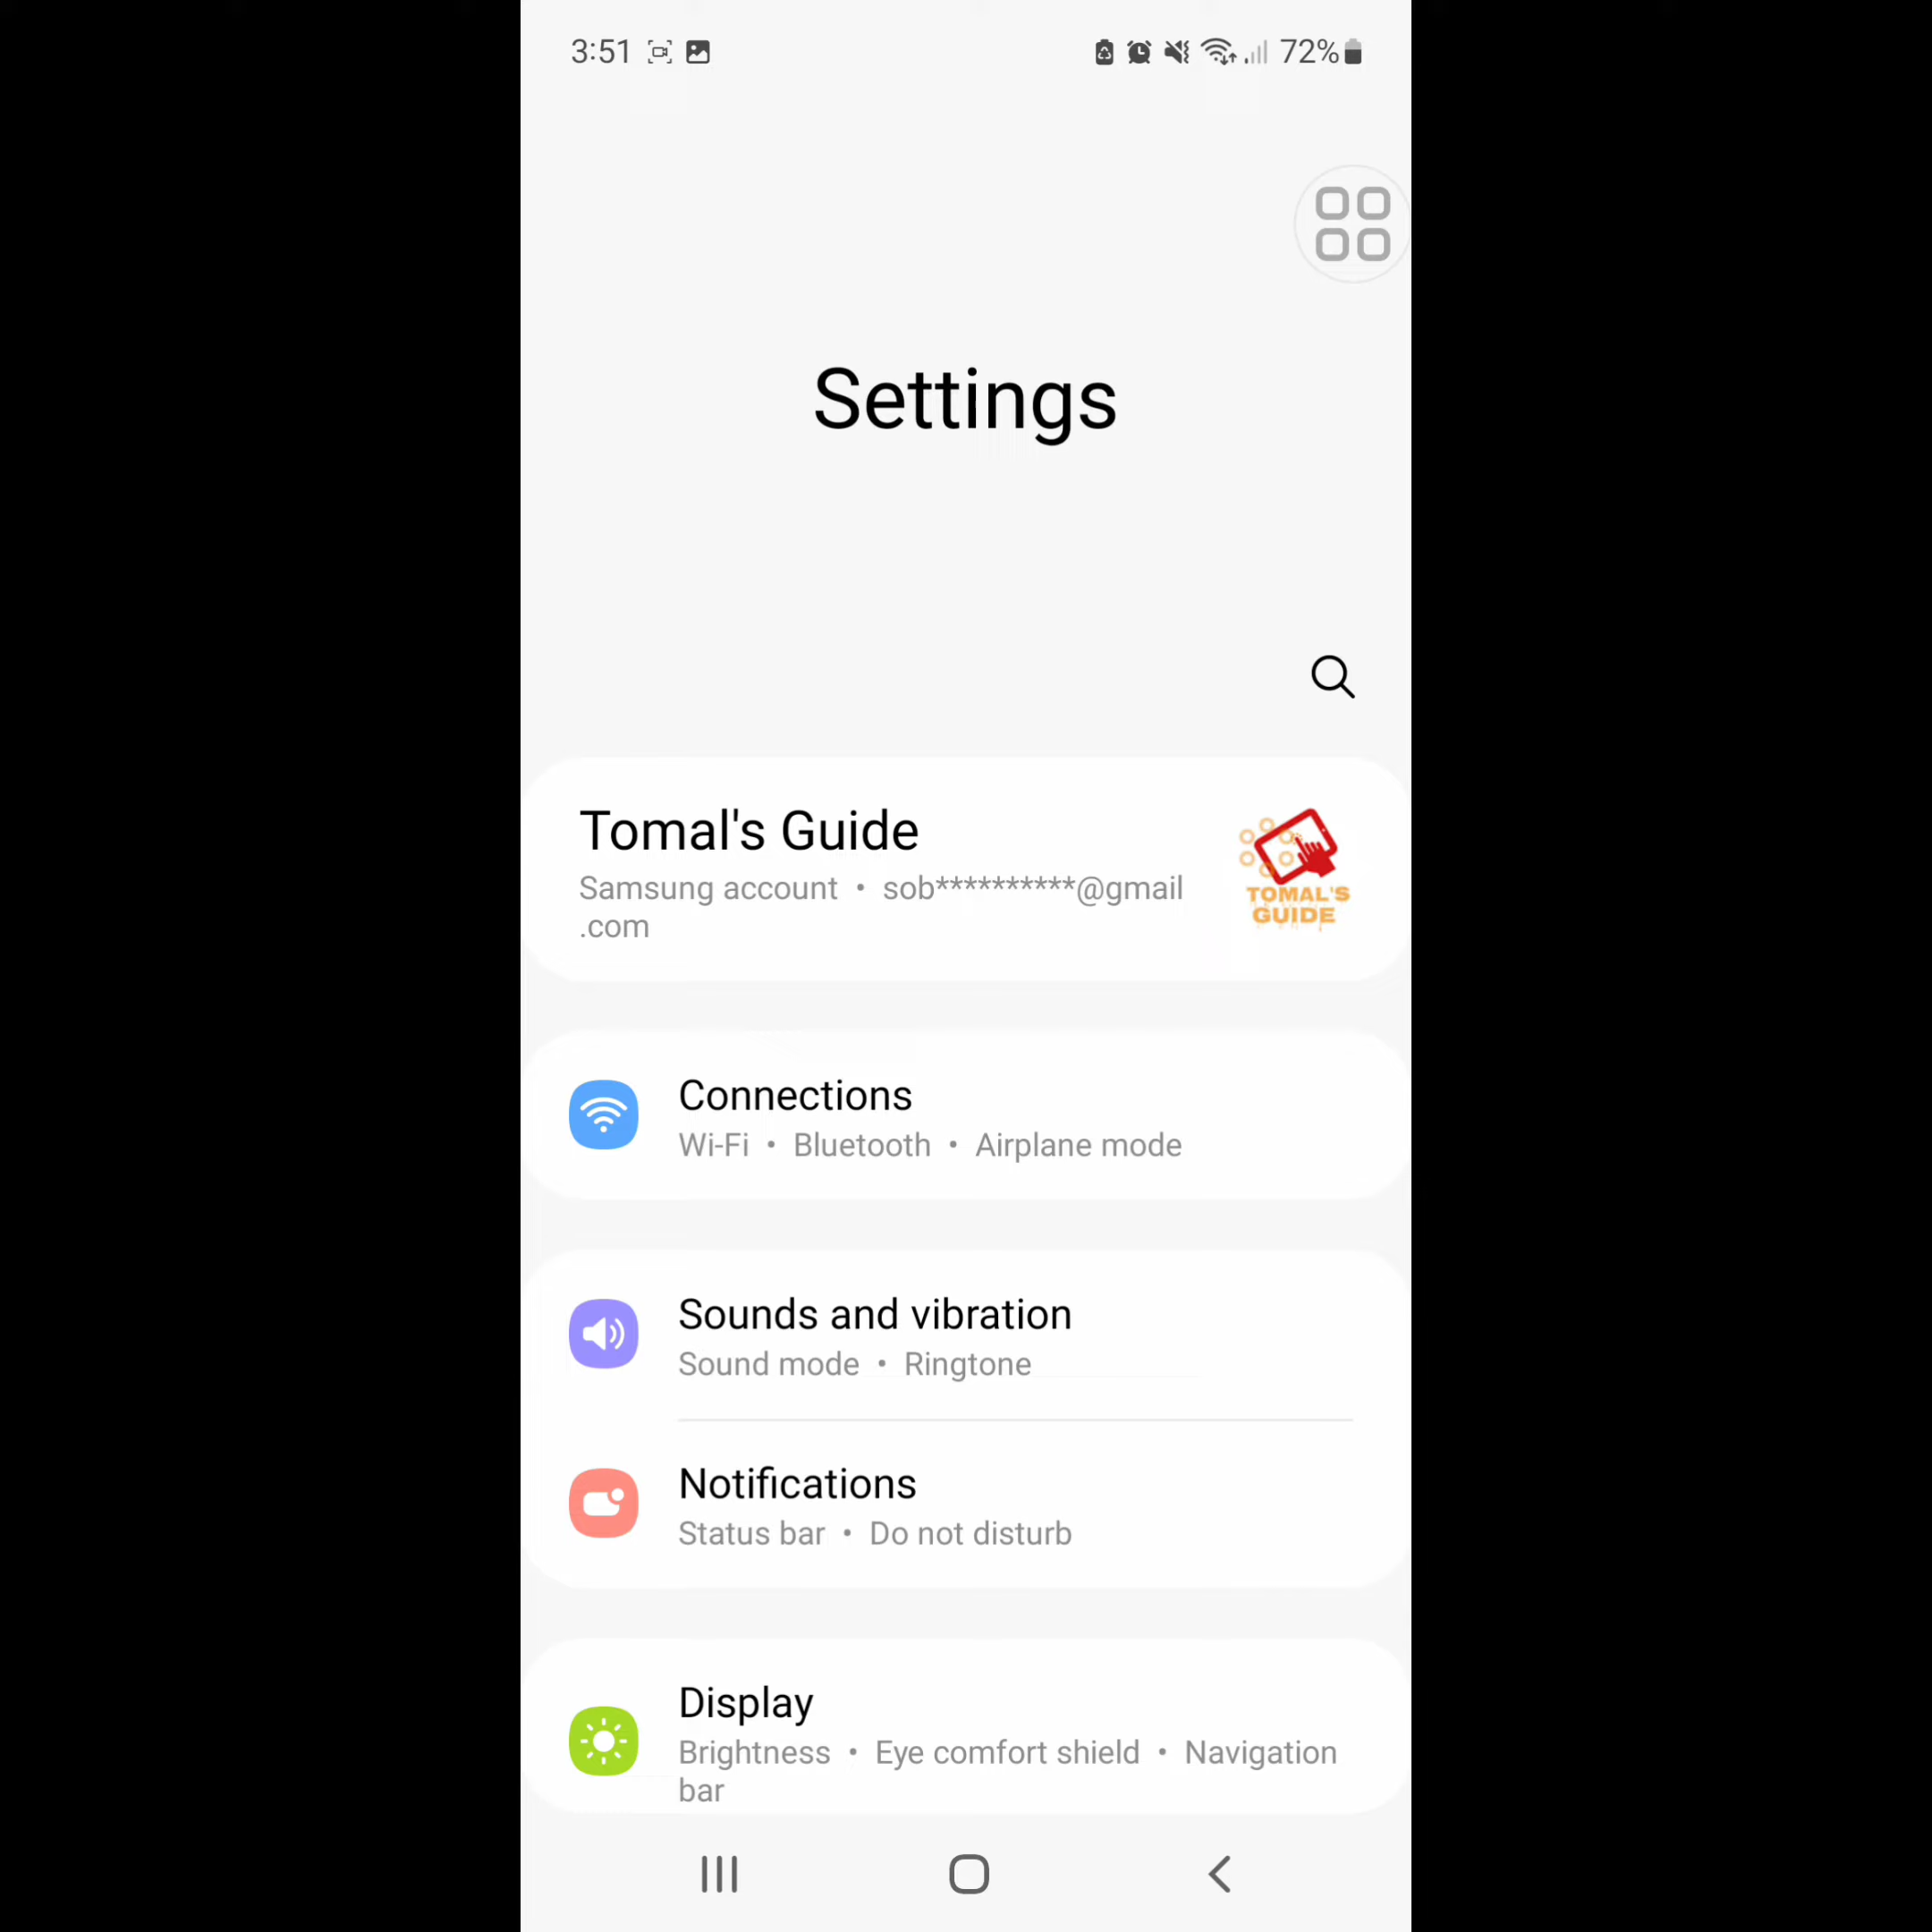 3:51 72%
Settings
Tomal's Guide
Samsung account • sob**********@gmail
.com
TOMAL'S
GUIDE
Connections
Wi-Fi • Bluetooth • Airplane mode
Sounds and vibration
Sound mode • Ringtone
Notifications
Status bar • Do not disturb
Display
Brightness • Eye comfort shield • Navigation
bar